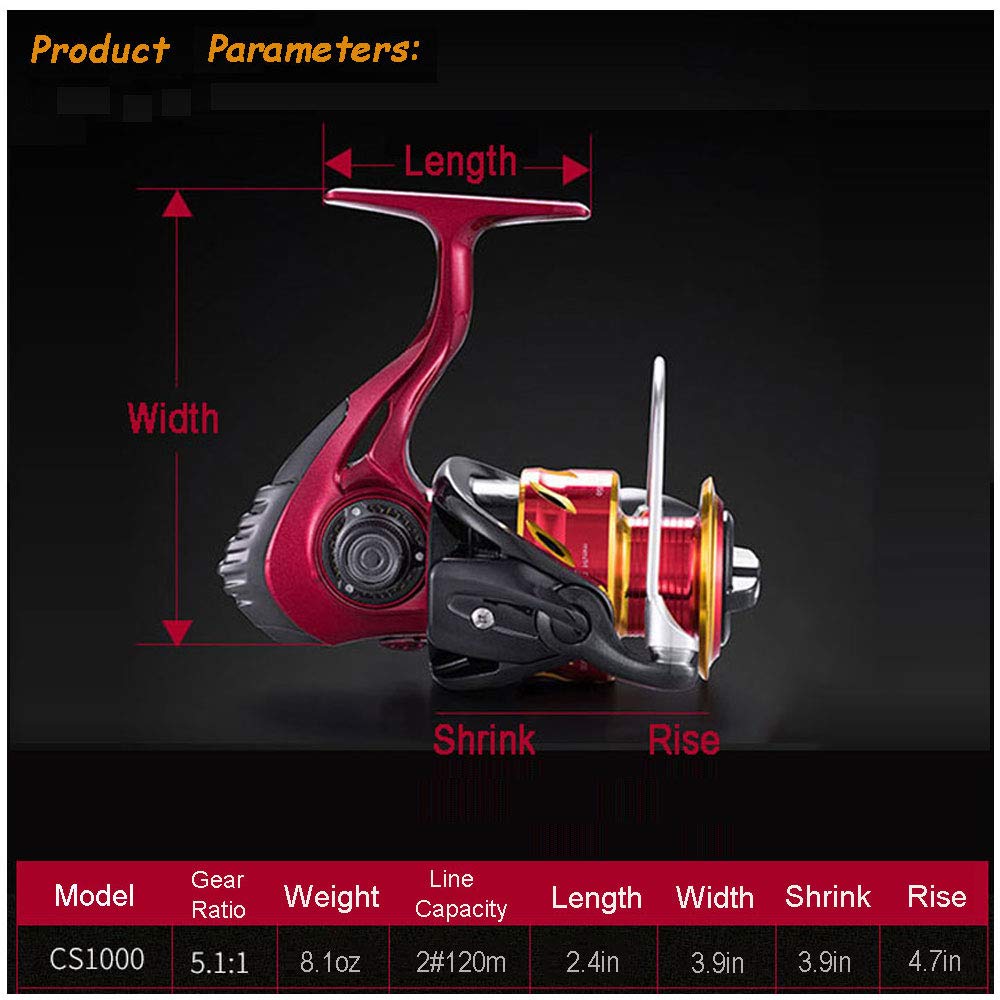 Product Parameters:
Length
Width
Shrink Rise
Model Gear Ratio Weight Line Capacity Length Width Shrink Rise
CS1000 5.1:1 8.1oz 2#120m 2.4in 3.9in 3.9in 4.7in